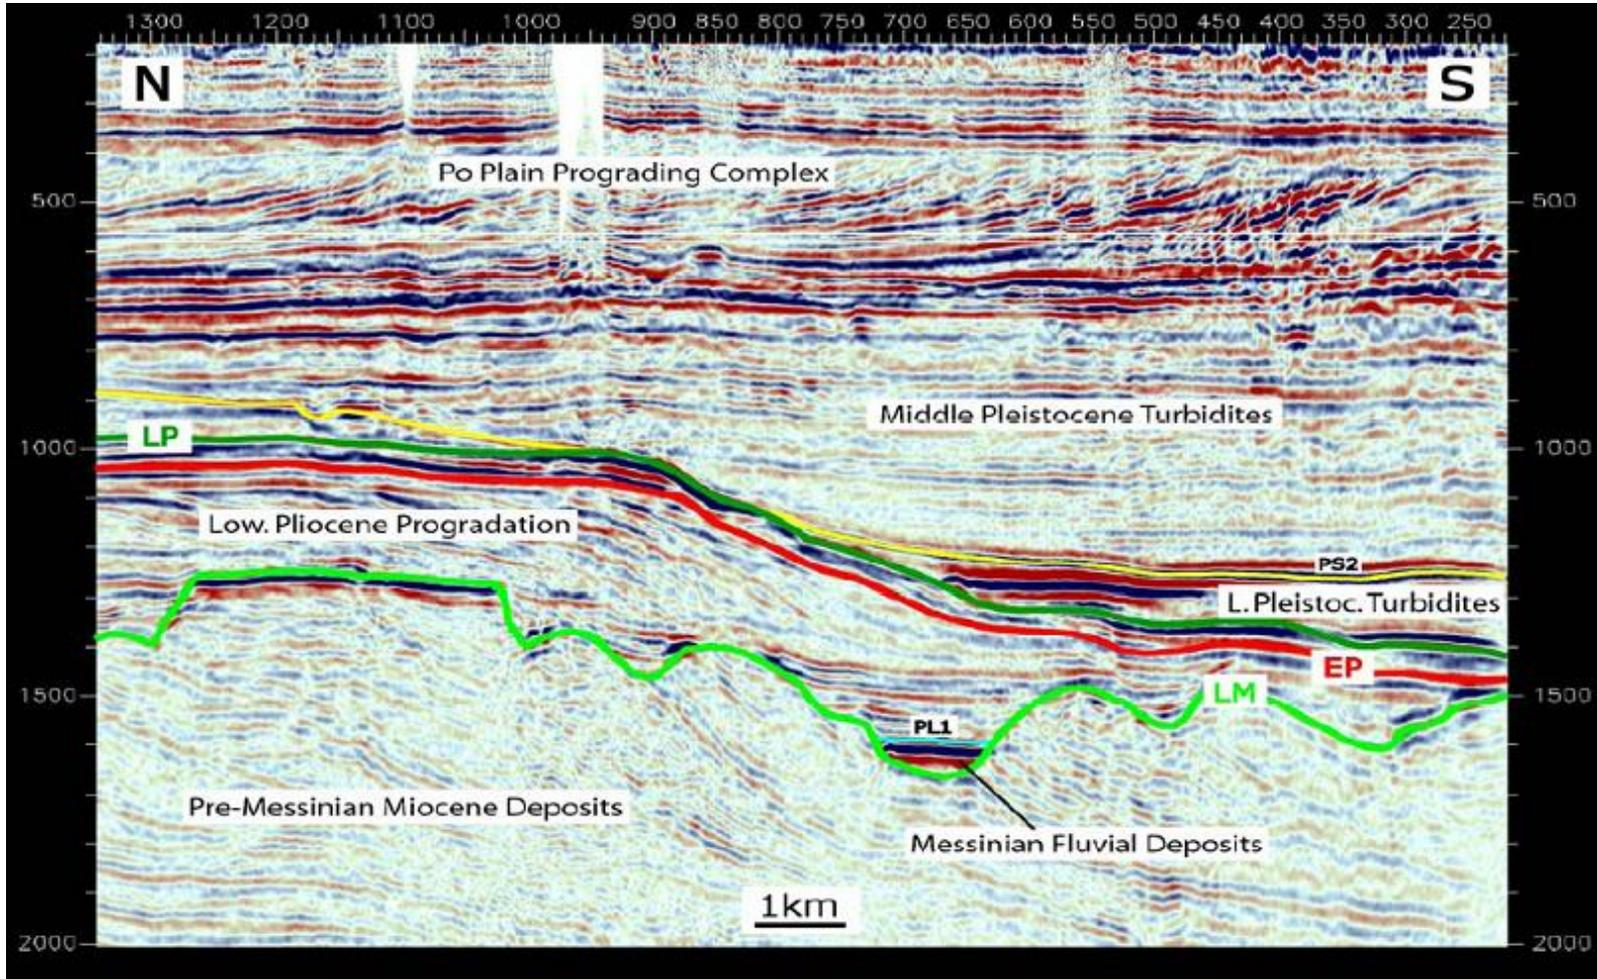 1300 1200 1100 1000 900 850 800 750 700 650 600 550 500 450 400 350 300 250
N S
Po Plain Prograding Complex
500 500
Middle Pleistocene Turbidites
LP
1000 1000
Low. Pliocene Progradation
PS2
L. Pleistoc. Turbidites
EP
LM
1500 1500
PL1
Pre-Messinian Miocene Deposits
Messinian Fluvial Deposits
1km
2000 2000